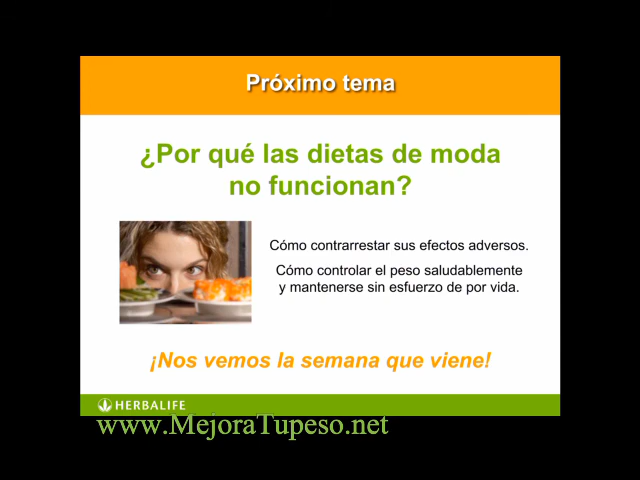 Próximo tema
¿Por qué las dietas de moda
no funcionan?
Cómo contrarrestar sus efectos adversos.
Cómo controlar el peso saludablemente
y mantenerse sin esfuerzo de por vida.
¡Nos vemos la semana que viene!
HERBALIFE
www.MejoraTupeso.net